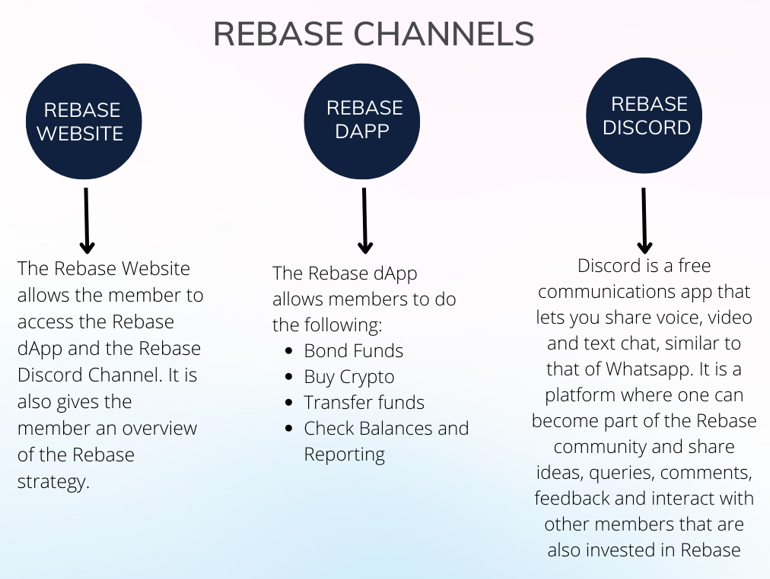 REBASE CHANNELS
REBASE
WEBSITE
The Rebase Website
allows the member to
access the Rebase
dApp and the Rebase
Discord Channel. It is
also gives the
member an overview
of the Rebase
strategy.
REBASE
DAPP
The Rebase dApp
allows members to do
the following:
• Bond Funds
• Buy Crypto
• Transfer funds
• Check Balances and
Reporting
REBASE
DISCORD
Discord is a free
communications app that
lets you share voice, video
and text chat, similar to
that of Whatsapp. It is a
platform where one can
become part of the Rebase
community and share
ideas, queries, comments,
feedback and interact with
other members that are
also invested in Rebase